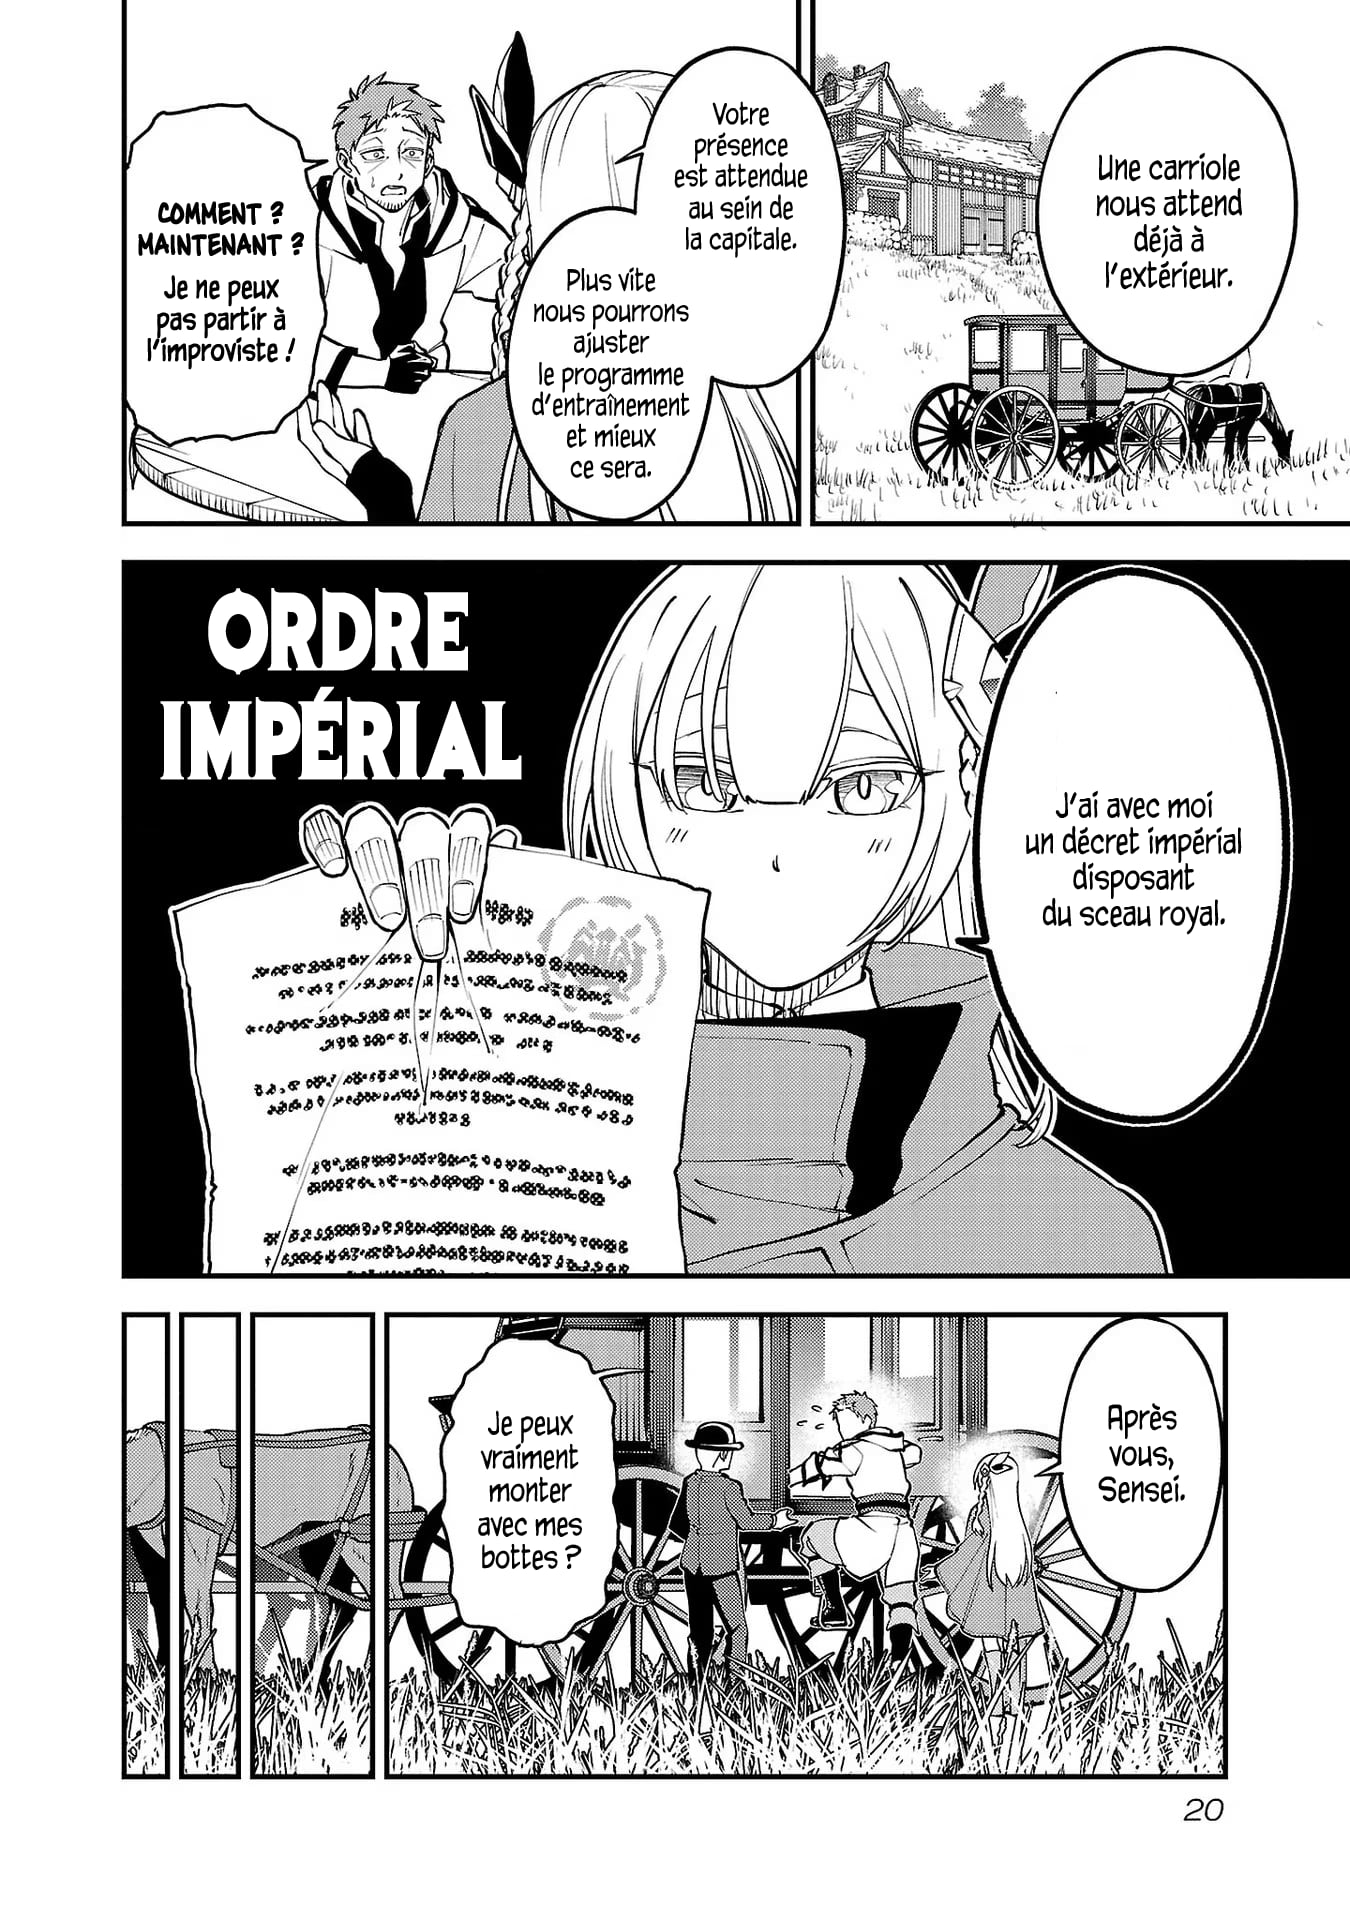 Une carriole
nous attend
déjà à
l'extérieur.
Votre
présence
est attendue
au sein de
la capitale.
Plus vite
nous pourrons
ajuster
le programme
d'entraînement
et mieux
ce sera.
COMMENT ?
MAINTENANT ?
Je ne peux
pas partir à
l'improviste !
J'ai avec moi
un décret impérial
disposant
du sceau royal.
ORDRE
IMPÉRIAL
Après
vous,
Sensei.
Je peux
vraiment
monter
avec mes
bottes ?
20